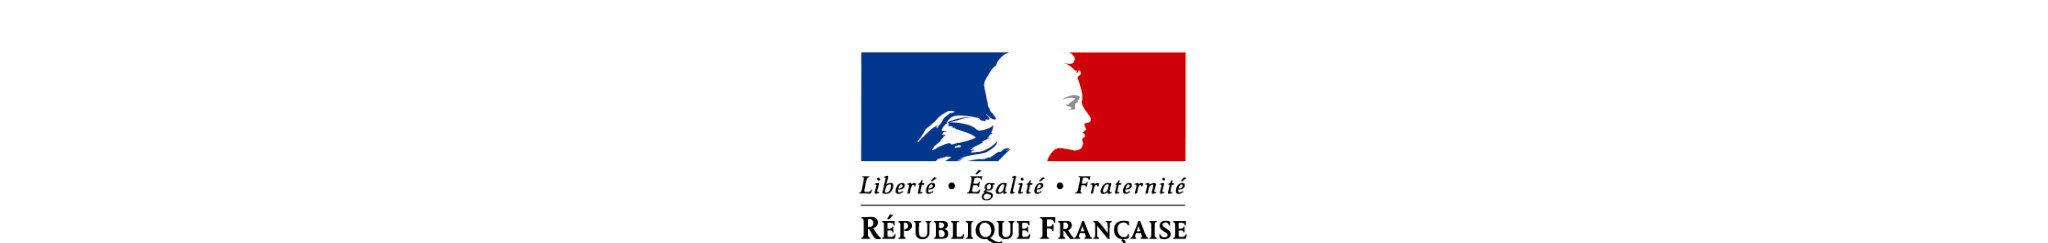 Liberté • Égalité • Fraternité
RÉPUBLIQUE FRANÇAISE